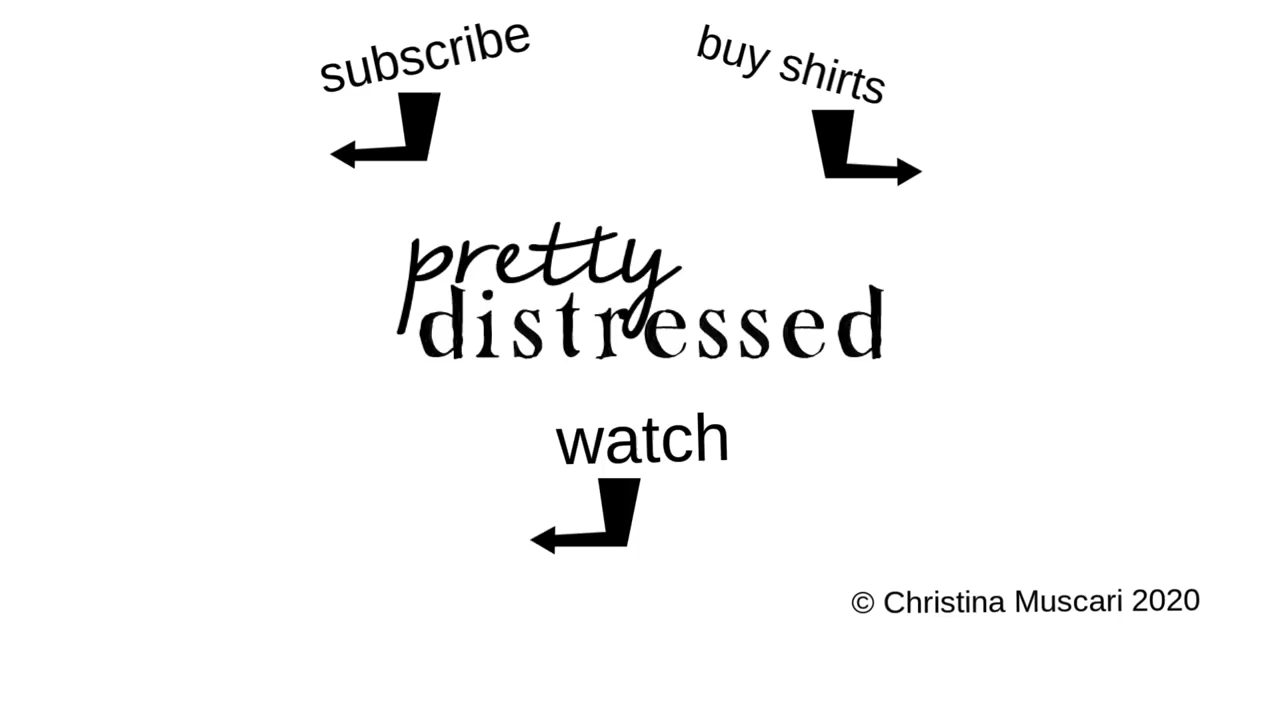 subscribe
buy shirts
pretty
distressed
watch
© Christina Muscari 2020